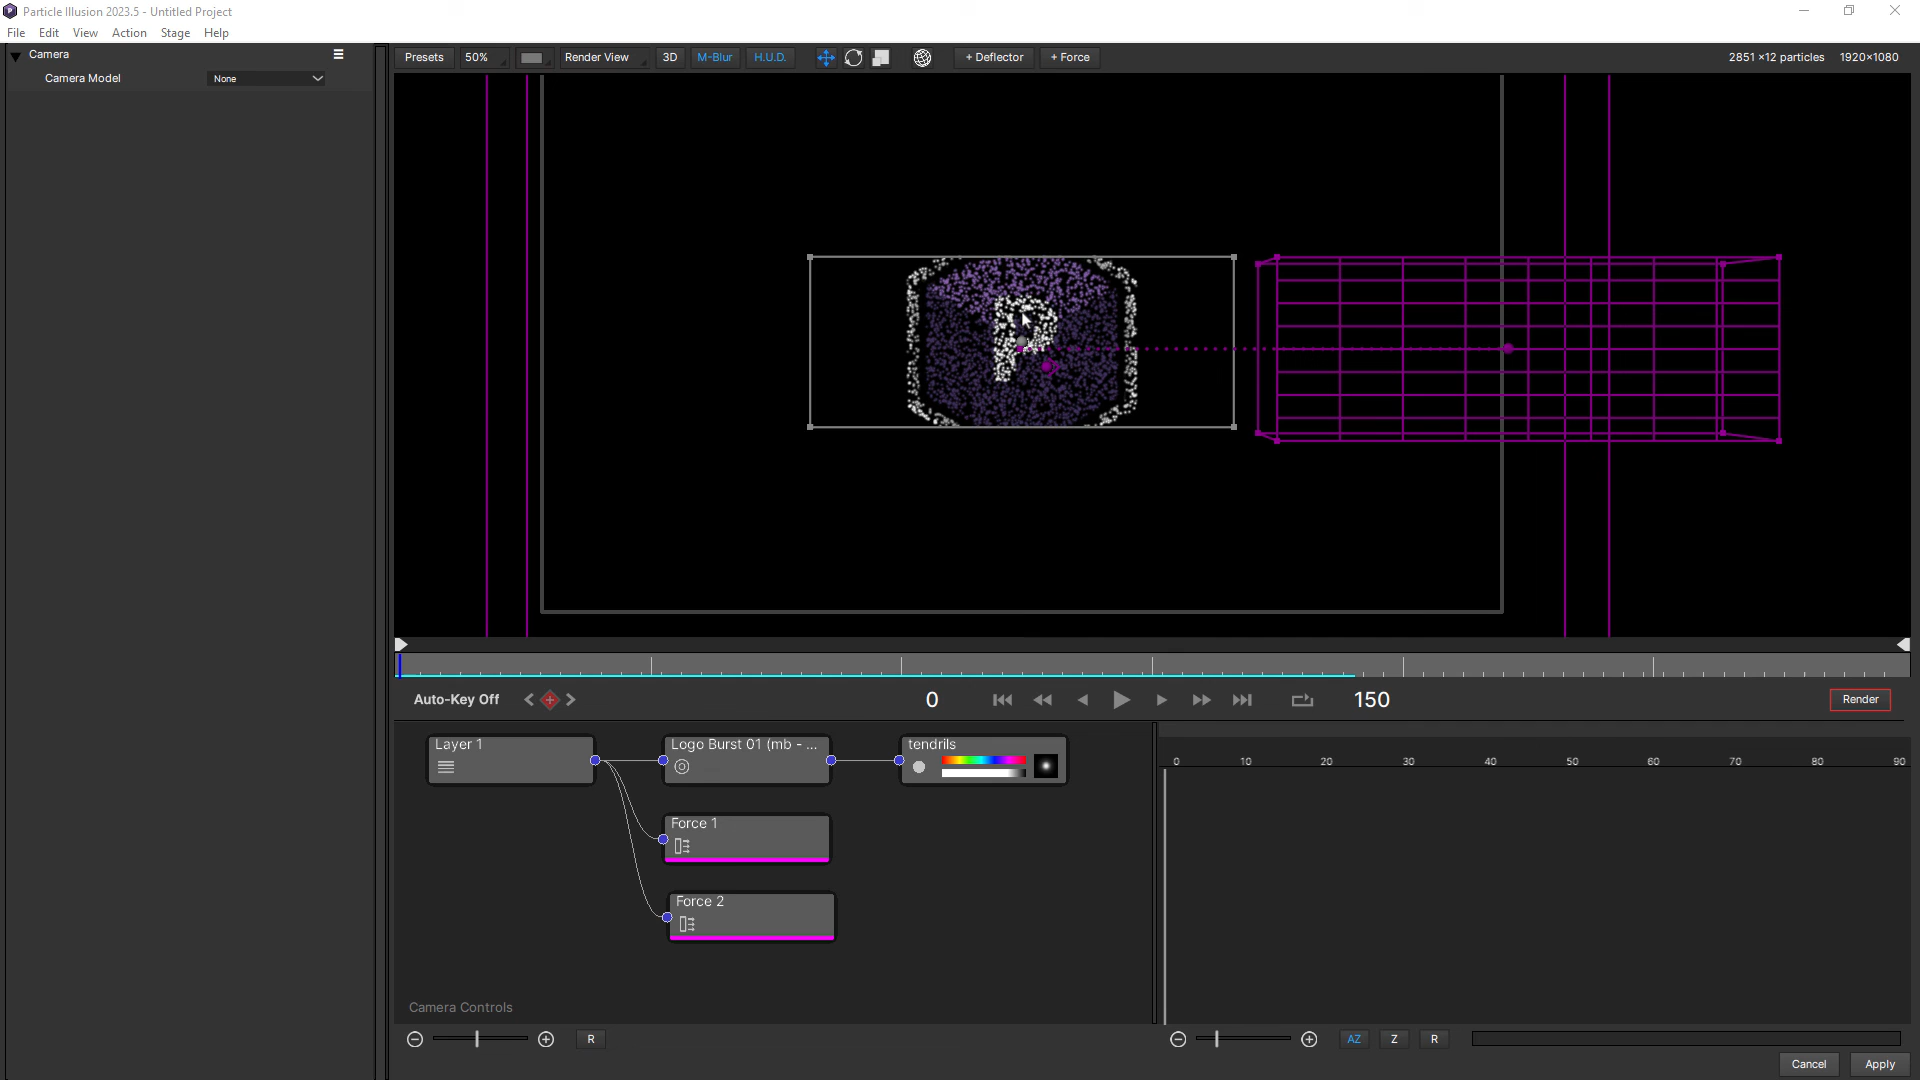 Particle Illusion 2023.5 - Untitled Project
File Edit View Action Stage Help
Camera
Camera Model None
Presets 50% Render View 3D M-Blur H.U.D. + Deflector + Force 2851 ×12 particles 1920×1080
P
Auto-Key Off 0 150 Render
Layer 1 Logo Burst 01 (mb - ... tendrils
0 10 20 30 40 50 60 70 80 90
Force 1
Force 2
Camera Controls
R AZ Z R
Cancel Apply